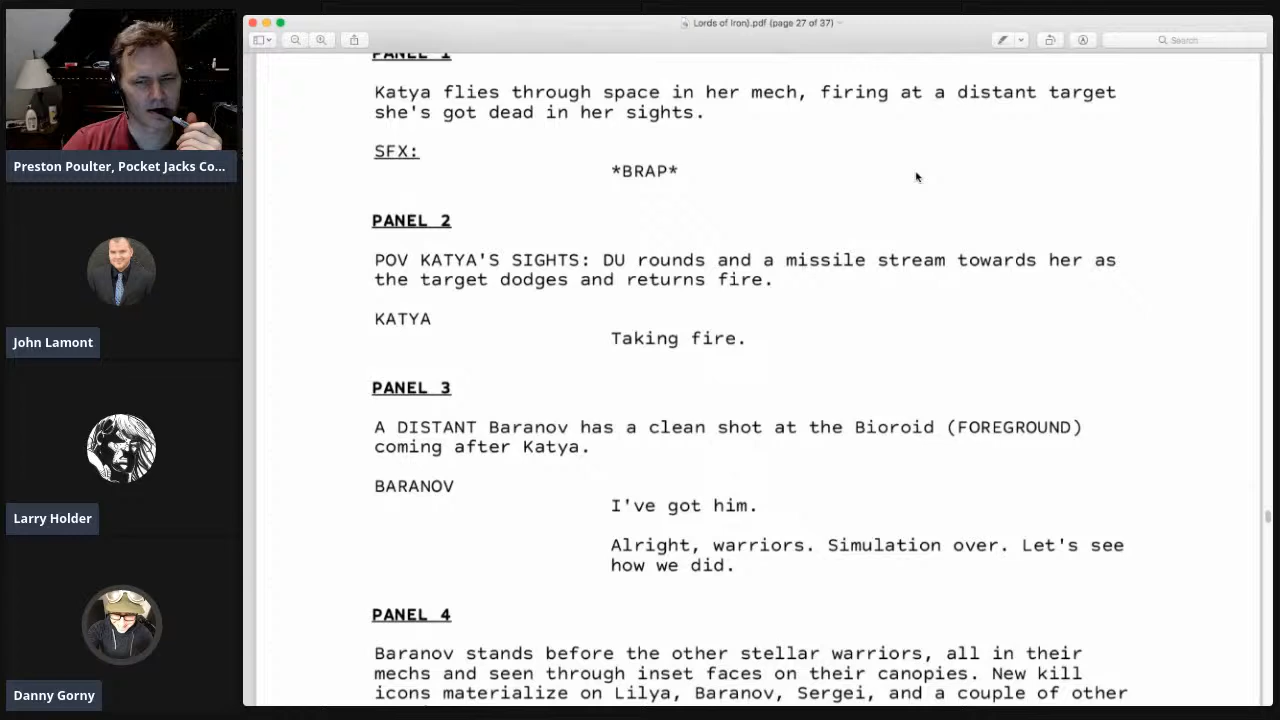 Lords of Iron).pdf (page 27 of 37)
Search
PANEL 1
Katya flies through space in her mech, firing at a distant target
she's got dead in her sights.
SFX:
*BRAP*
PANEL 2
POV KATYA'S SIGHTS: DU rounds and a missile stream towards her as
the target dodges and returns fire.
KATYA
Taking fire.
PANEL 3
A DISTANT Baranov has a clean shot at the Bioroid (FOREGROUND)
coming after Katya.
BARANOV
I've got him.
Alright, warriors. Simulation over. Let's see
how we did.
PANEL 4
Baranov stands before the other stellar warriors, all in their
mechs and seen through inset faces on their canopies. New kill
icons materialize on Lilya, Baranov, Sergei, and a couple of other
Preston Poulter, Pocket Jacks Co...
John Lamont
Larry Holder
Danny Gorny